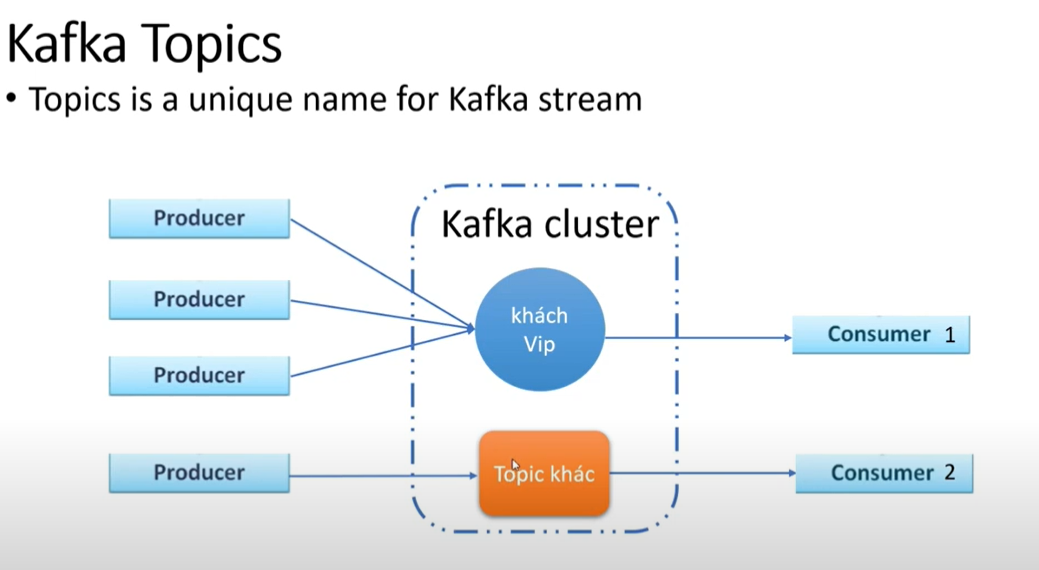 Kafka Topics
• Topics is a unique name for Kafka stream
Kafka cluster
Producer
Producer
Producer
khách
Vip
Consumer 1
Producer
Topic khác
Consumer 2